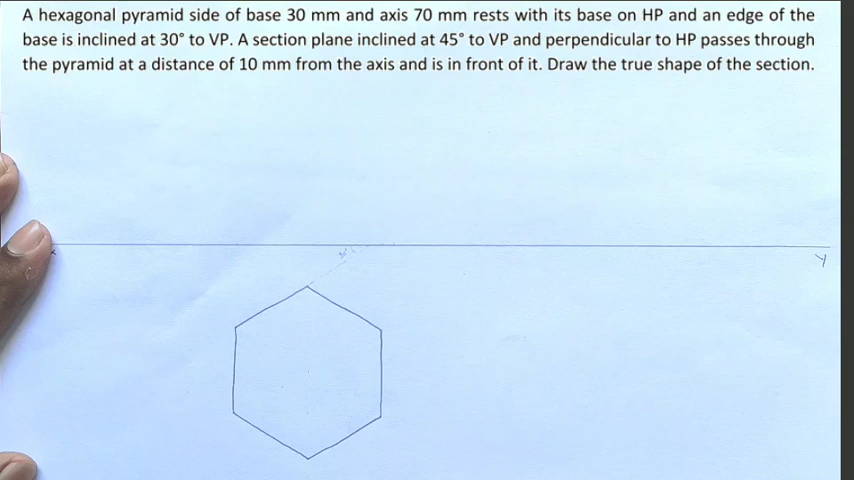 A hexagonal pyramid side of base 30 mm and axis 70 mm rests with its base on HP and an edge of the
base is inclined at 30° to VP. A section plane inclined at 45° to VP and perpendicular to HP passes through
the pyramid at a distance of 10 mm from the axis and is in front of it. Draw the true shape of the section.
x
30°
Y